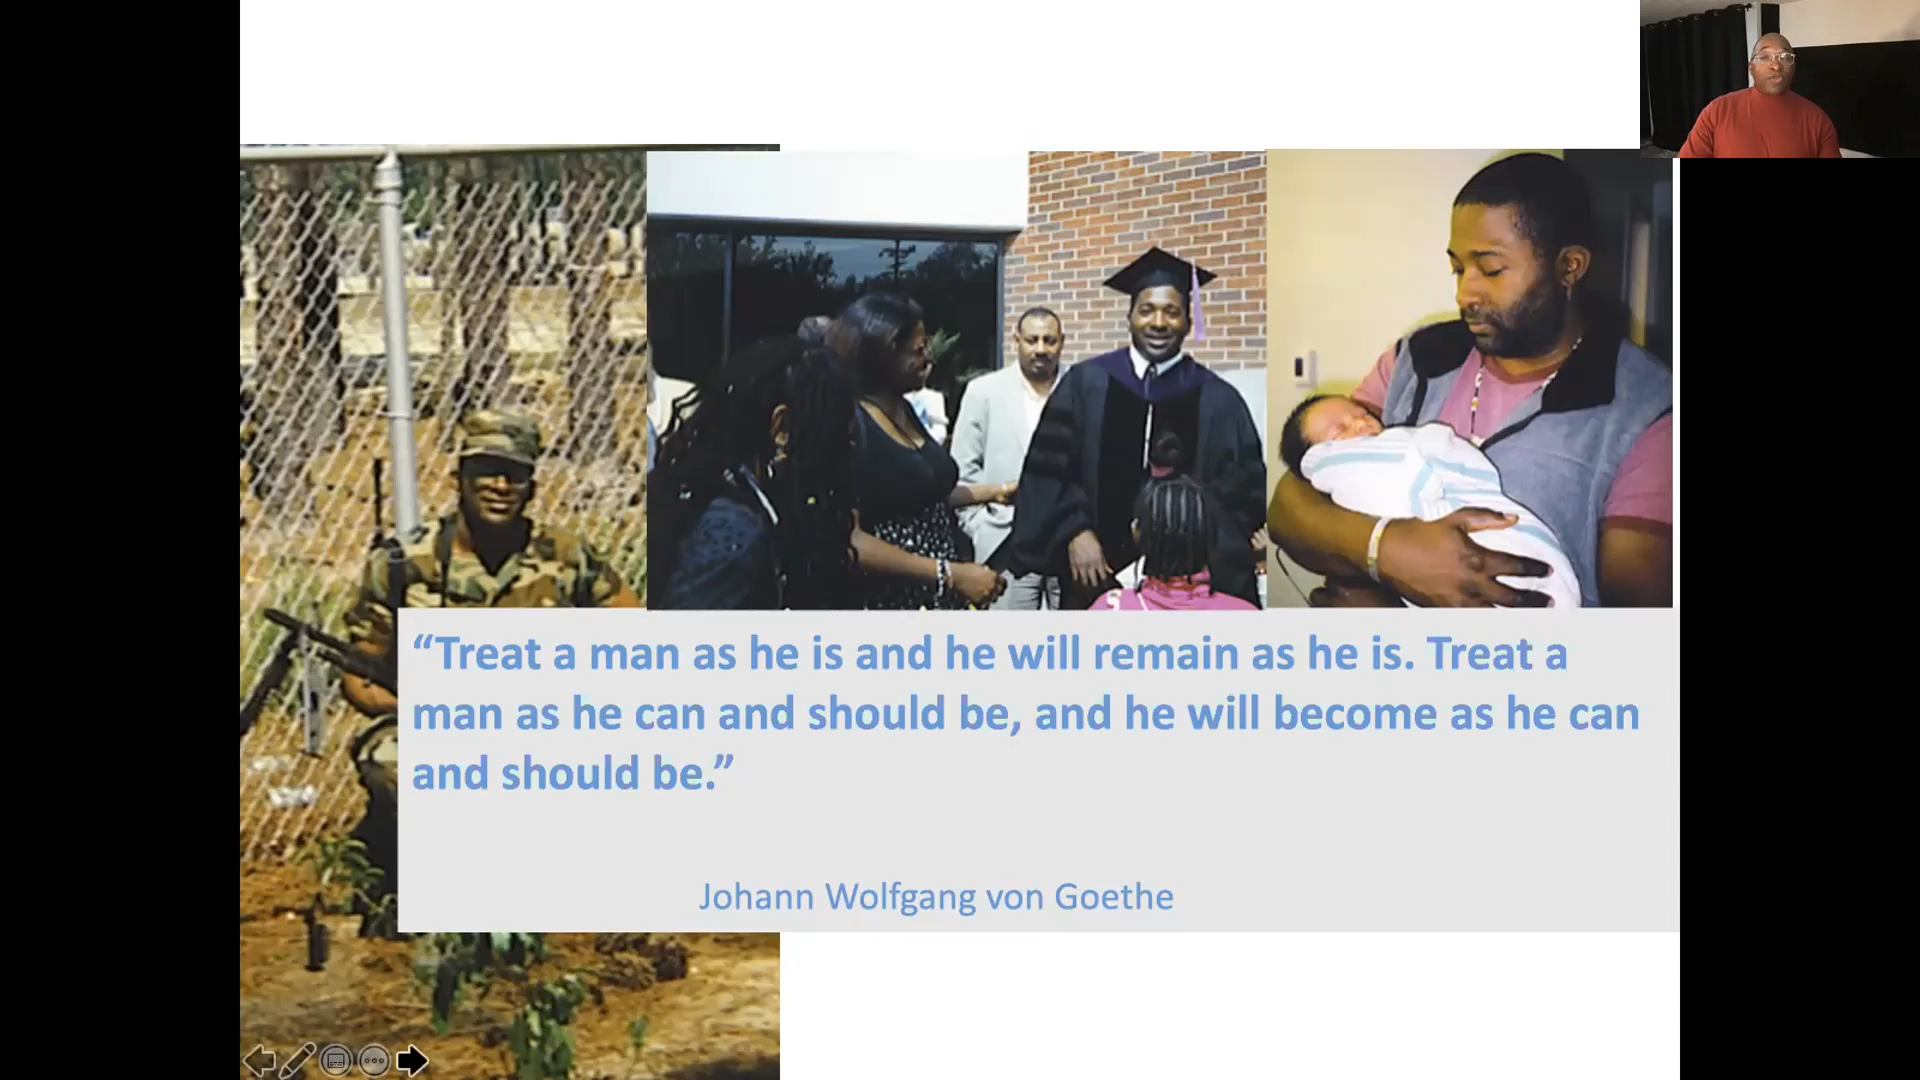 “Treat a man as he is and he will remain as he is. Treat a
man as he can and should be, and he will become as he can
and should be.”
Johann Wolfgang von Goethe